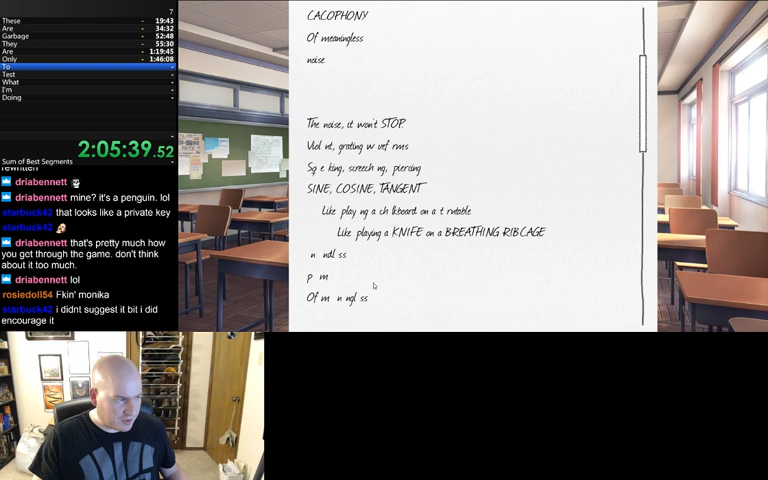 7
These - 19:43
Are - 34:32
Garbage - 52:48
They - 55:30
Are - 1:19:45
Only - 1:46:08
To -
Test -
What -
I'm -
Doing -
2:05:39.52
Sum of Best Segments -
rewritten
driabennett
driabennett mine? it's a penguin. lol
starbuck42 that looks like a private key
starbuck42
driabennett that's pretty much how
you get through the game. don't think
about it too much.
driabennett lol
rosiedoll54 Fkin' monika
starbuck42 i didnt suggest it bit i did
encourage it
CACOPHONY
Of meaningless
noise
The noise, it won't STOP.
Viol nt, grating w vef rms
Sq e king, screech ng, piercing
SINE, COSINE, TANGENT
Like play ng a ch lkboard on a t rntable
Like playing a KNIFE on a BREATHING RIBCAGE
n ndl ss
p m
Of m n ngl ss